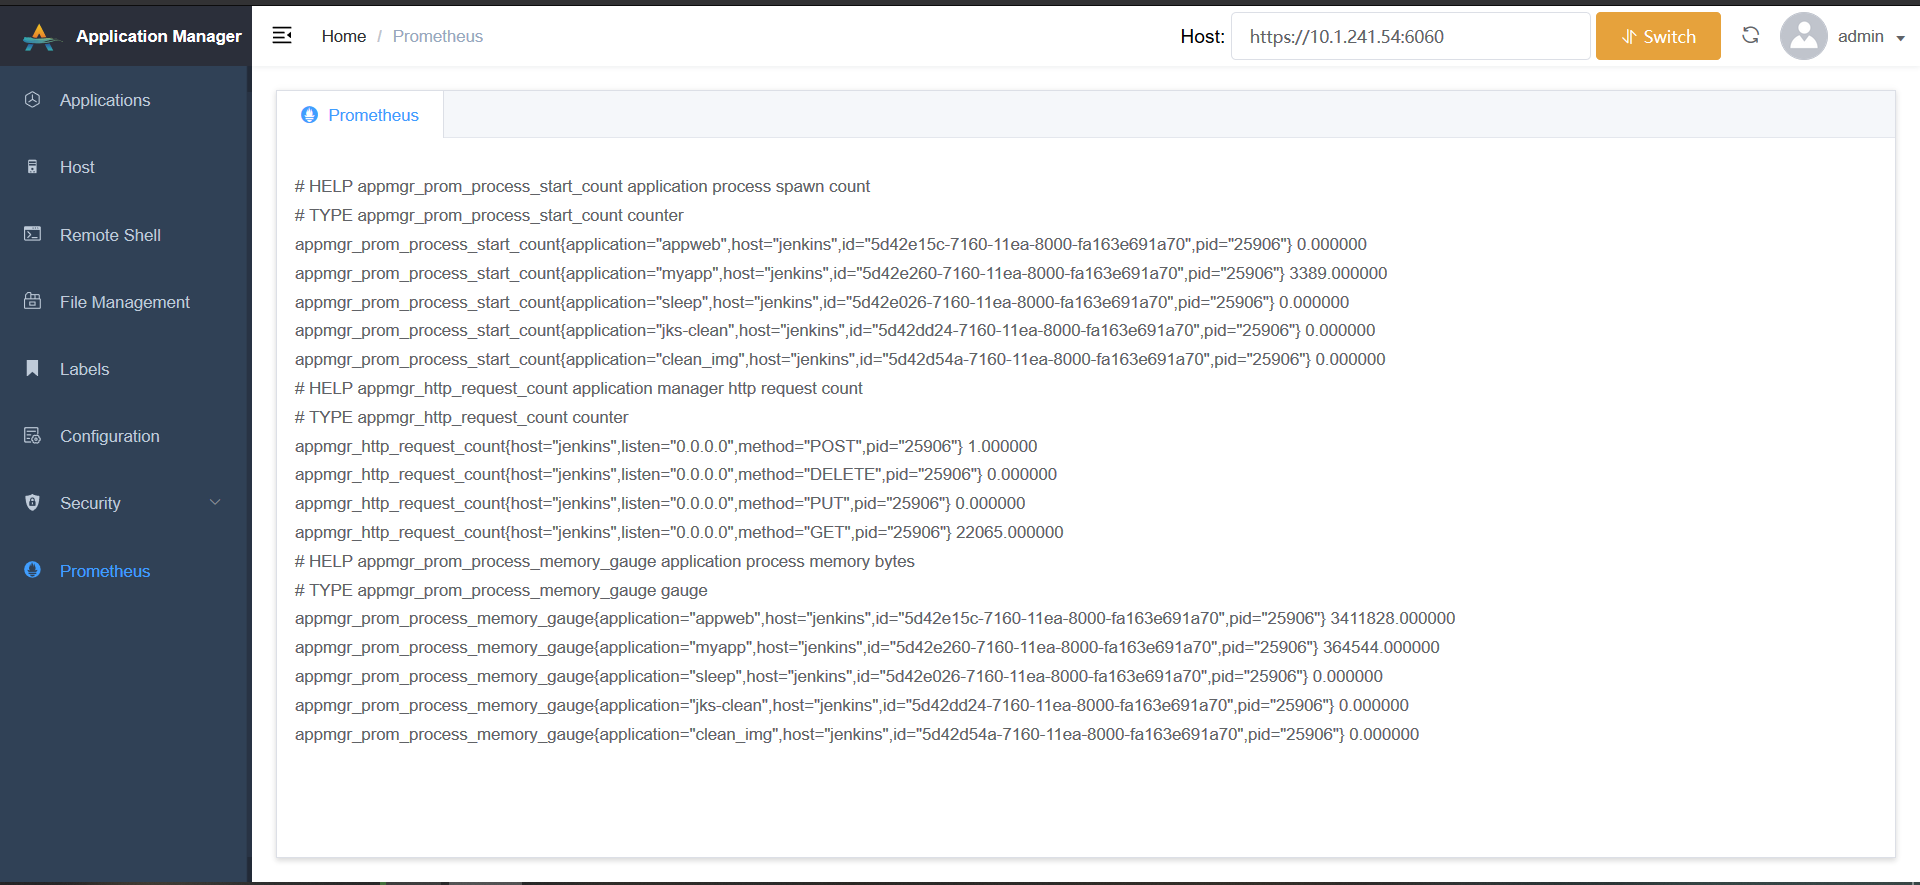 Application Manager
Home / Prometheus
Host: https://10.1.241.54:6060 Switch admin
Applications
Host
Remote Shell
File Management
Labels
Configuration
Security
Prometheus
Prometheus
# HELP appmgr_prom_process_start_count application process spawn count
# TYPE appmgr_prom_process_start_count counter
appmgr_prom_process_start_count{application="appweb",host="jenkins",id="5d42e15c-7160-11ea-8000-fa163e691a70",pid="25906"} 0.000000
appmgr_prom_process_start_count{application="myapp",host="jenkins",id="5d42e260-7160-11ea-8000-fa163e691a70",pid="25906"} 3389.000000
appmgr_prom_process_start_count{application="sleep",host="jenkins",id="5d42e026-7160-11ea-8000-fa163e691a70",pid="25906"} 0.000000
appmgr_prom_process_start_count{application="jks-clean",host="jenkins",id="5d42dd24-7160-11ea-8000-fa163e691a70",pid="25906"} 0.000000
appmgr_prom_process_start_count{application="clean_img",host="jenkins",id="5d42d54a-7160-11ea-8000-fa163e691a70",pid="25906"} 0.000000
# HELP appmgr_http_request_count application manager http request count
# TYPE appmgr_http_request_count counter
appmgr_http_request_count{host="jenkins",listen="0.0.0.0",method="POST",pid="25906"} 1.000000
appmgr_http_request_count{host="jenkins",listen="0.0.0.0",method="DELETE",pid="25906"} 0.000000
appmgr_http_request_count{host="jenkins",listen="0.0.0.0",method="PUT",pid="25906"} 0.000000
appmgr_http_request_count{host="jenkins",listen="0.0.0.0",method="GET",pid="25906"} 22065.000000
# HELP appmgr_prom_process_memory_gauge application process memory bytes
# TYPE appmgr_prom_process_memory_gauge gauge
appmgr_prom_process_memory_gauge{application="appweb",host="jenkins",id="5d42e15c-7160-11ea-8000-fa163e691a70",pid="25906"} 3411828.000000
appmgr_prom_process_memory_gauge{application="myapp",host="jenkins",id="5d42e260-7160-11ea-8000-fa163e691a70",pid="25906"} 364544.000000
appmgr_prom_process_memory_gauge{application="sleep",host="jenkins",id="5d42e026-7160-11ea-8000-fa163e691a70",pid="25906"} 0.000000
appmgr_prom_process_memory_gauge{application="jks-clean",host="jenkins",id="5d42dd24-7160-11ea-8000-fa163e691a70",pid="25906"} 0.000000
appmgr_prom_process_memory_gauge{application="clean_img",host="jenkins",id="5d42d54a-7160-11ea-8000-fa163e691a70",pid="25906"} 0.000000